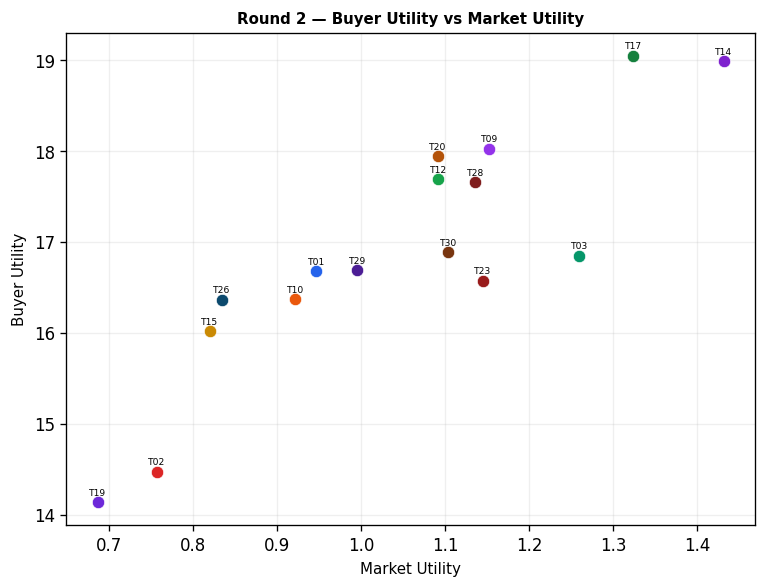 Round 2 — Buyer Utility vs Market Utility
Buyer Utility
19
18
17
16
15
14
T17
T14
T09
T20
T12
T28
T30
T03
T23
T01
T29
T26
T10
T15
T02
T19
0.7 0.8 0.9 1.0 1.1 1.2 1.3 1.4
Market Utility